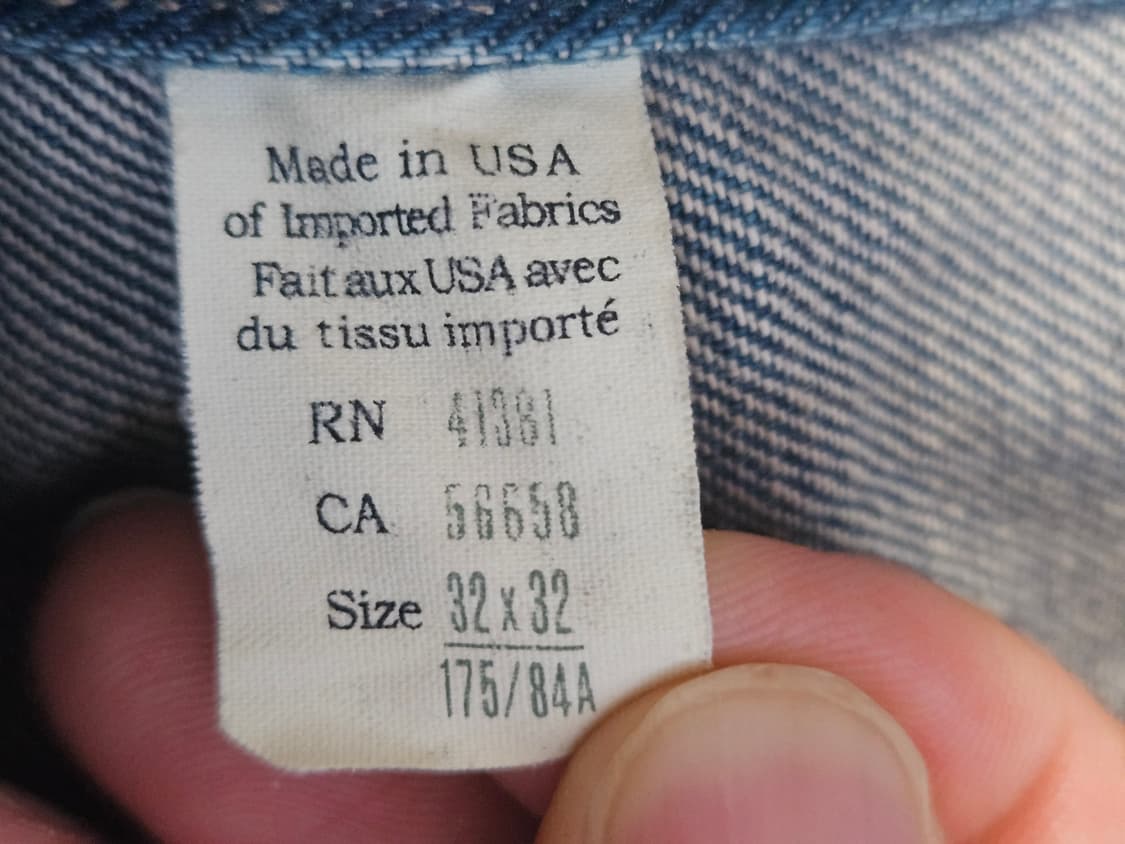 Made in USA
of Imported Fabrics
Fait aux USA avec
du tissu importé
RN 41381
CA 56658
Size 32 x 32
175/84A